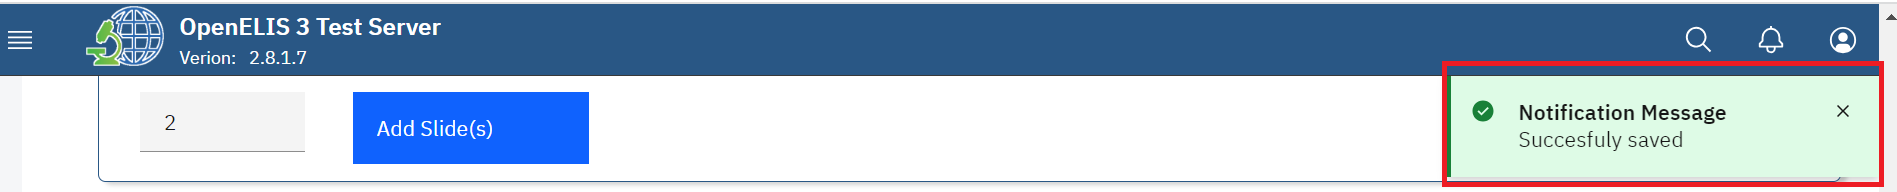 OpenELIS 3 Test Server
Verion: 2.8.1.7
2
Add Slide(s)
Notification Message
Succesfuly saved